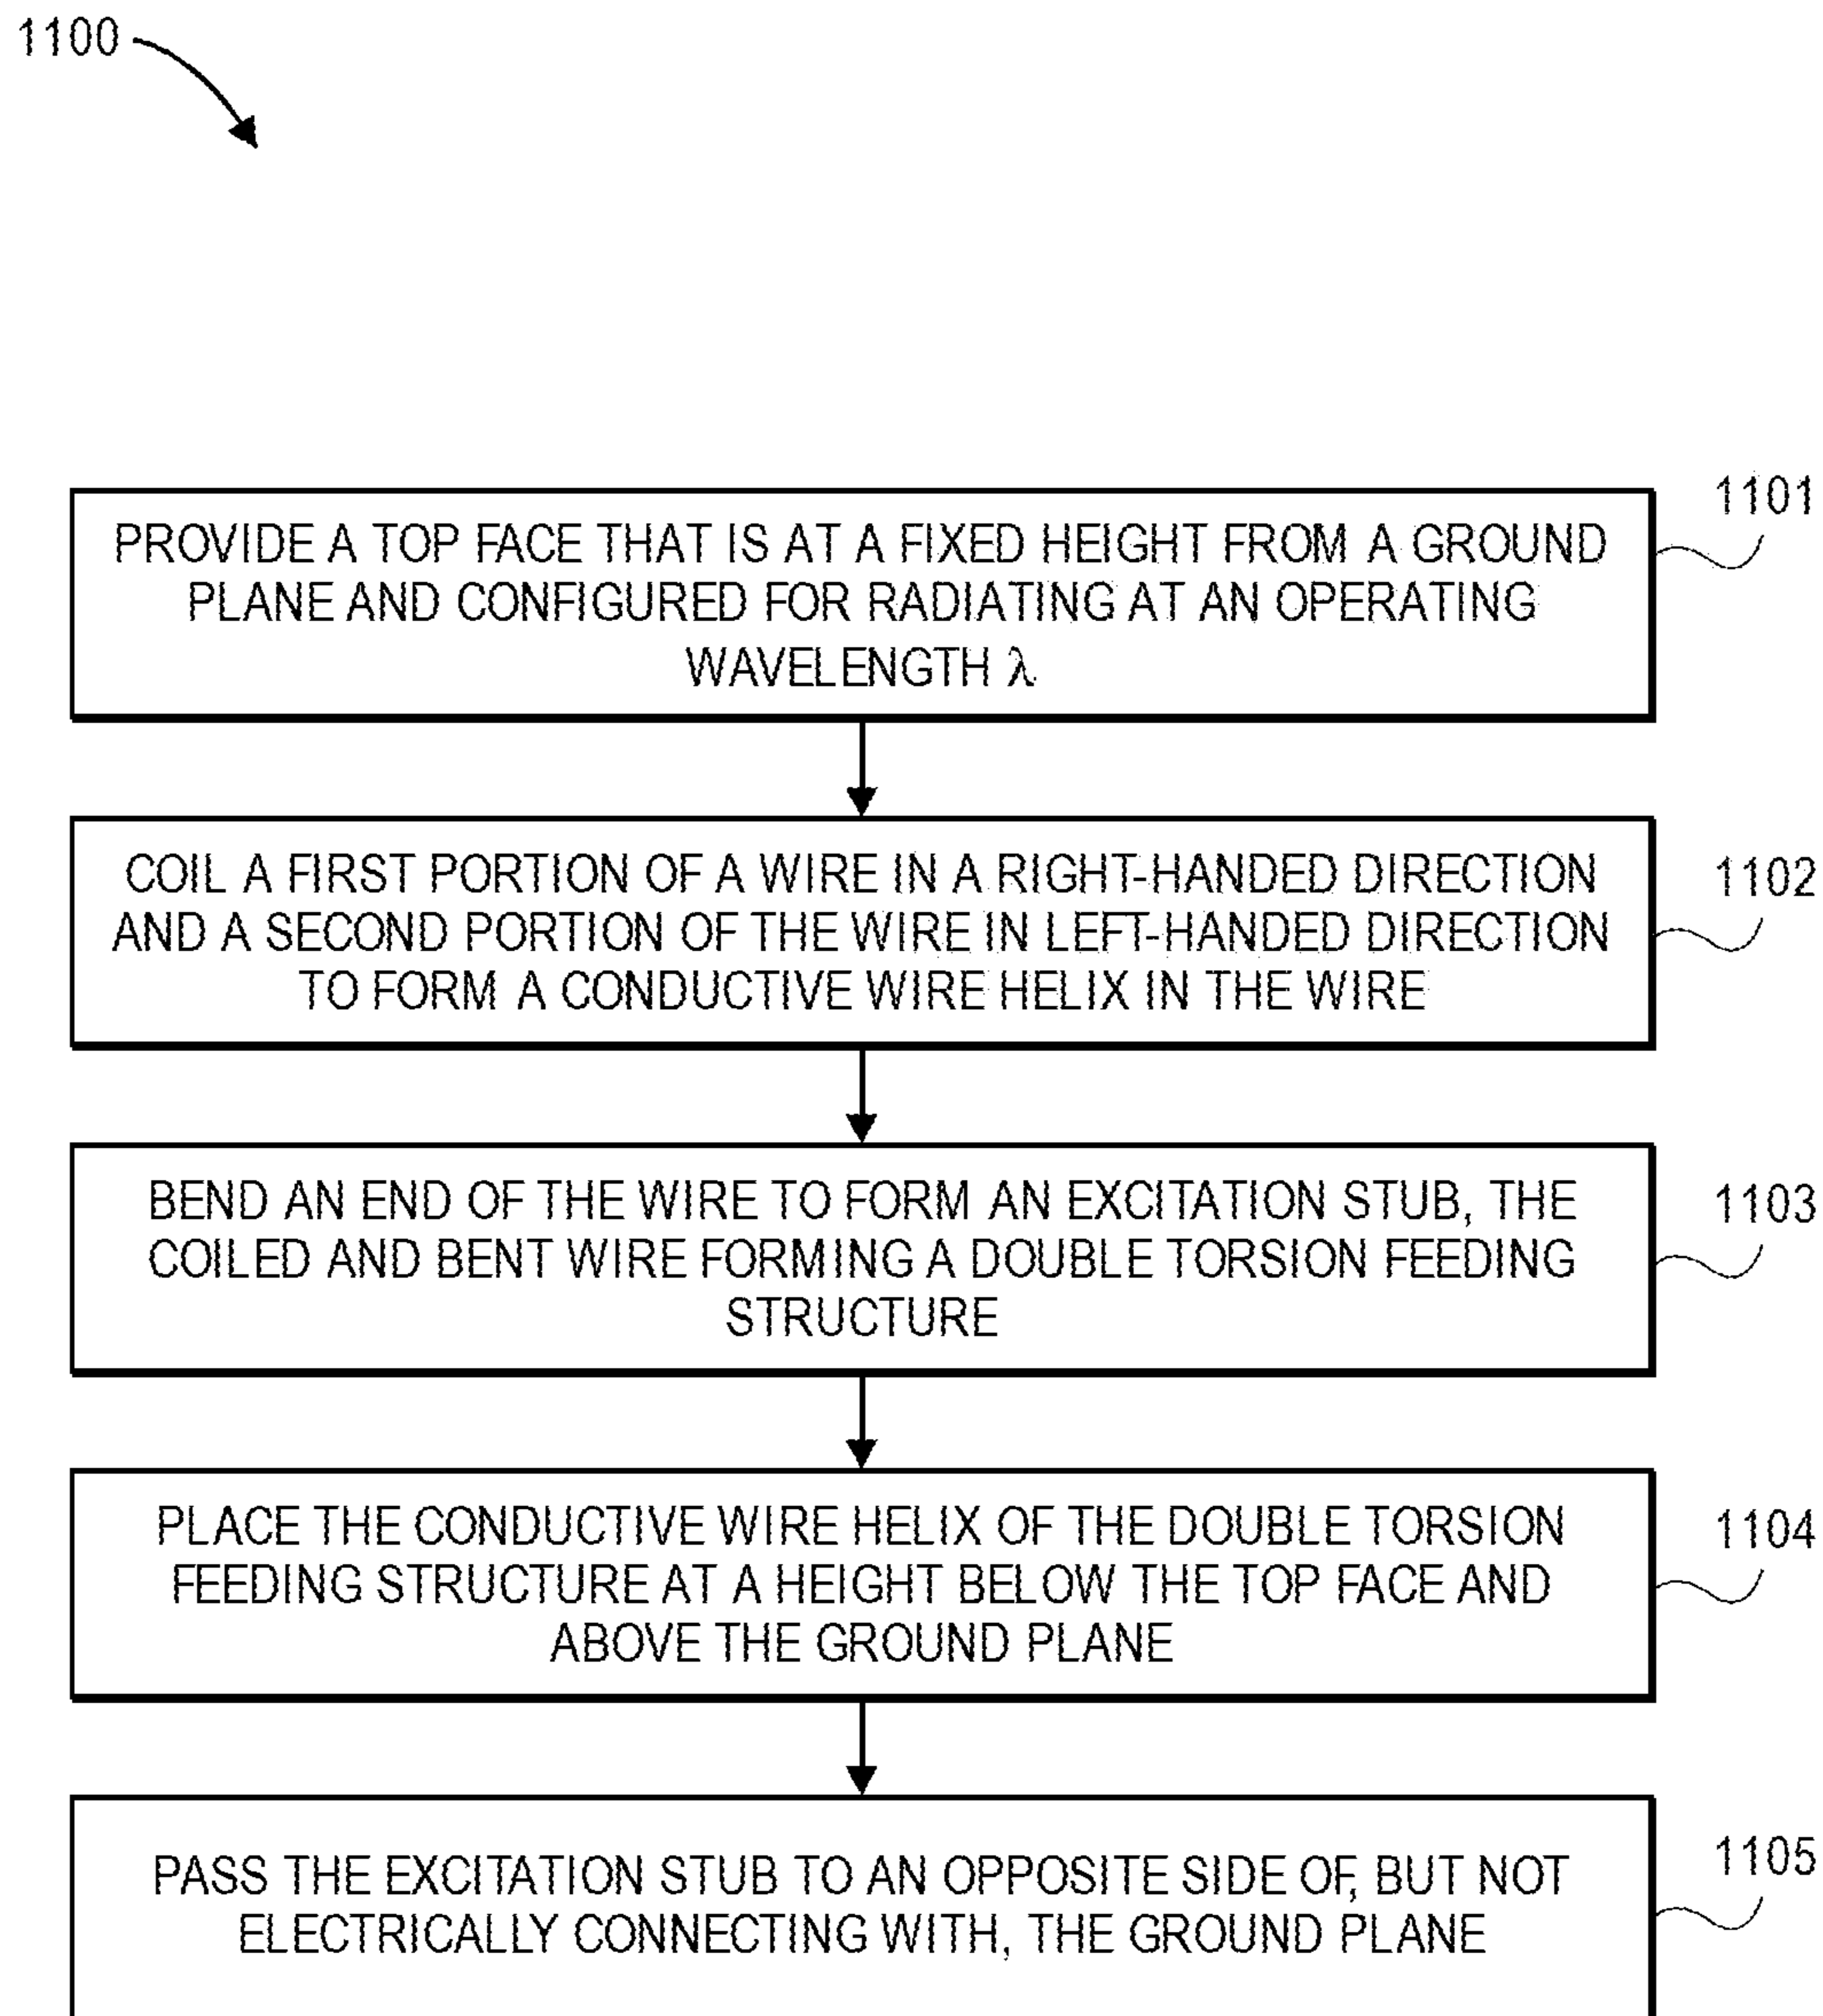 1100
1101
PROVIDE A TOP FACE THAT IS AT A FIXED HEIGHT FROM A GROUND
PLANE AND CONFIGURED FOR RADIATING AT AN OPERATING
WAVELENGTH λ
1102
COIL A FIRST PORTION OF A WIRE IN A RIGHT-HANDED DIRECTION
AND A SECOND PORTION OF THE WIRE IN LEFT-HANDED DIRECTION
TO FORM A CONDUCTIVE WIRE HELIX IN THE WIRE
1103
BEND AN END OF THE WIRE TO FORM AN EXCITATION STUB, THE
COILED AND BENT WIRE FORMING A DOUBLE TORSION FEEDING
STRUCTURE
1104
PLACE THE CONDUCTIVE WIRE HELIX OF THE DOUBLE TORSION
FEEDING STRUCTURE AT A HEIGHT BELOW THE TOP FACE AND
ABOVE THE GROUND PLANE
1105
PASS THE EXCITATION STUB TO AN OPPOSITE SIDE OF, BUT NOT
ELECTRICALLY CONNECTING WITH, THE GROUND PLANE